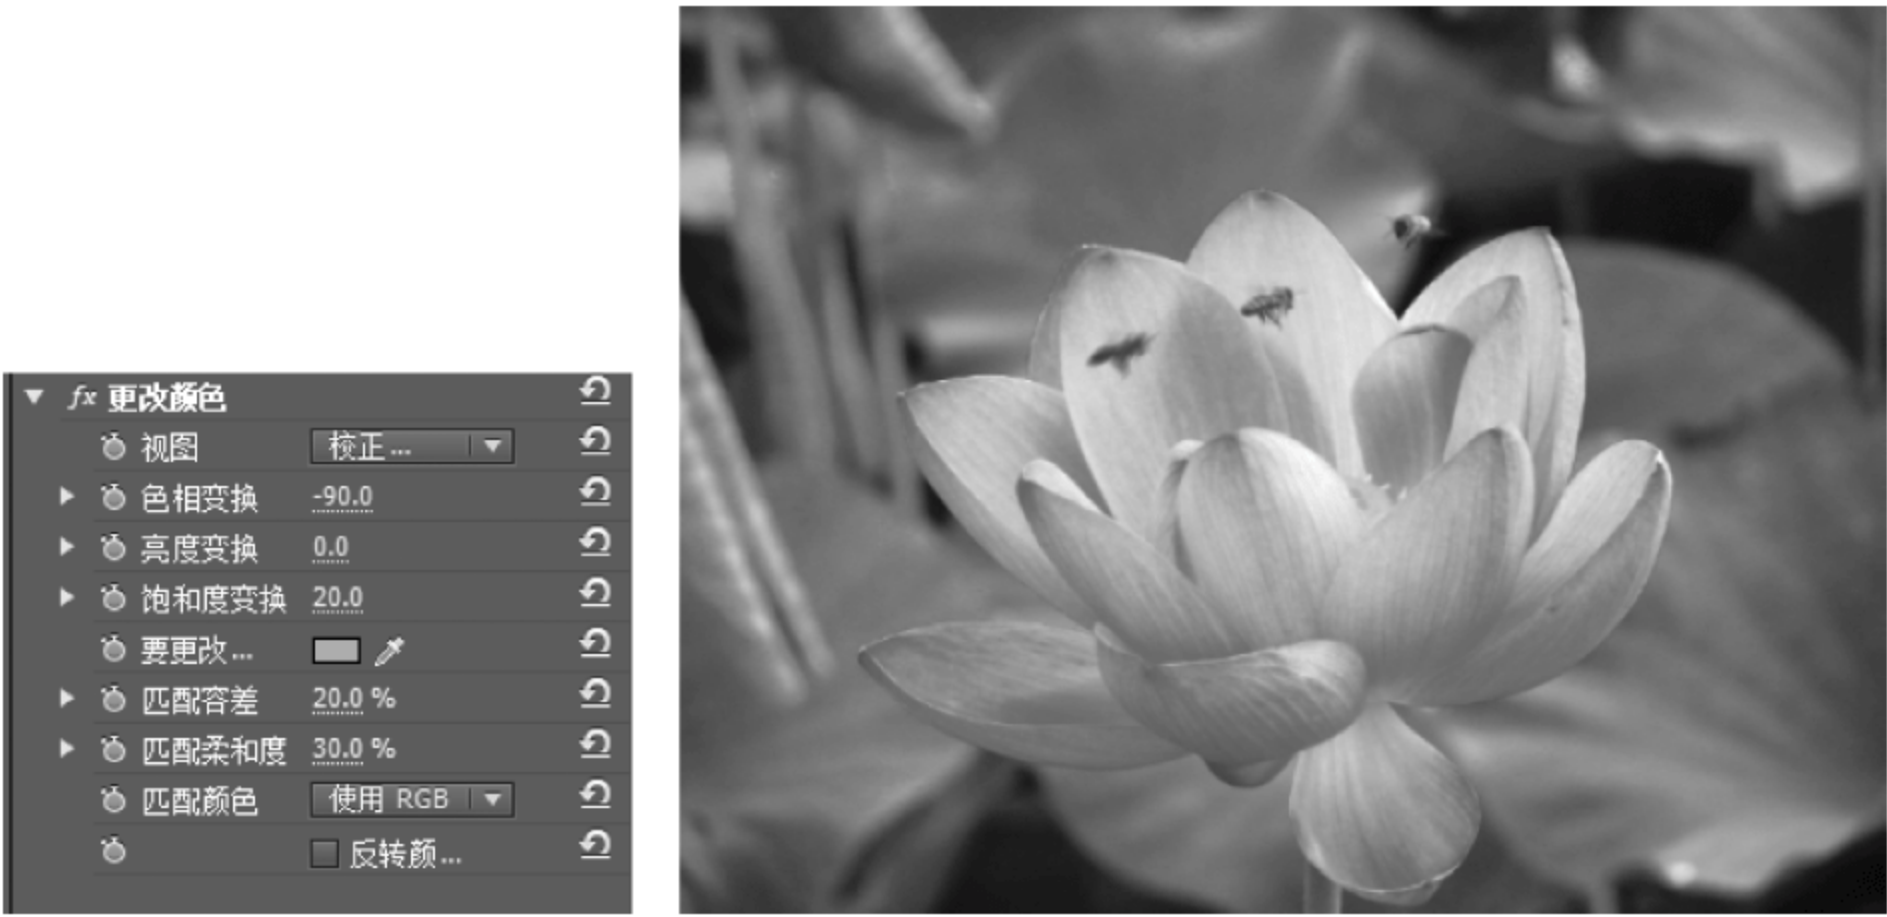 fx 更改颜色
视图 校正...
色相变换 -90.0
亮度变换 0.0
饱和度变换 20.0
要更改...
匹配容差 20.0 %
匹配柔和度 30.0 %
匹配颜色 使用 RGB
反转颜...